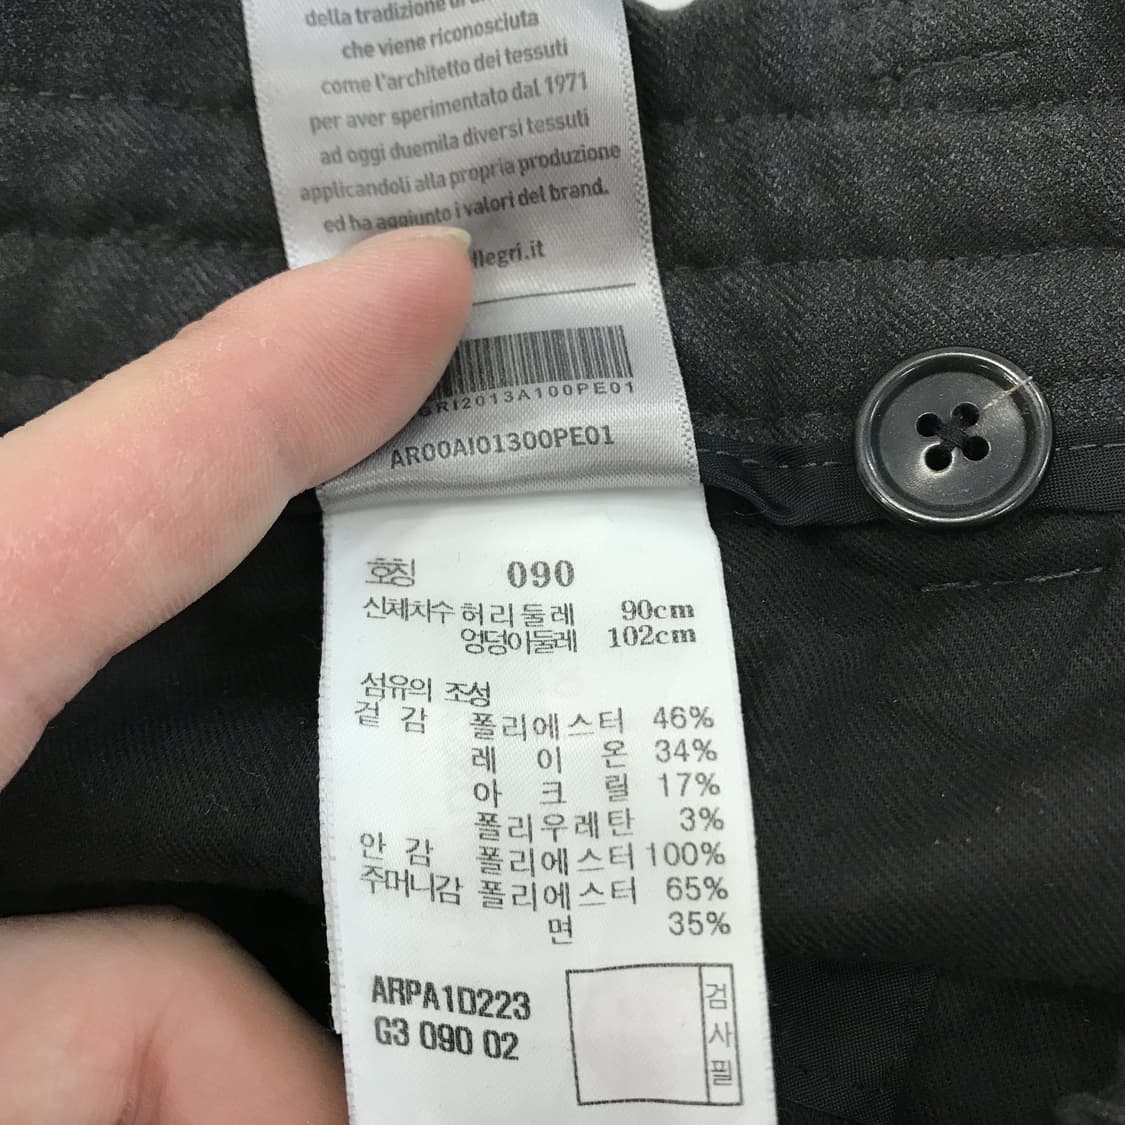 della tradizione
che viene riconosciuta
come l'architetto dei tessuti
per aver sperimentato dal 1971
ad oggi duemila diversi tessuti
applicandoli alla propria produzione
ed ha aggiunto i valori del brand.
llegri.it
GRI2013A100PE01
AR00AI01300PE01
호칭 090
신체치수 허리둘레 90cm
엉덩이둘레 102cm
섬유의 조성
겉 감 폴리에스터 46%
레 이 온 34%
아 크 릴 17%
폴리우레탄 3%
안 감 폴리에스터 100%
주머니감 폴리에스터 65%
면 35%
ARPA1D223
G3 090 02
검사필